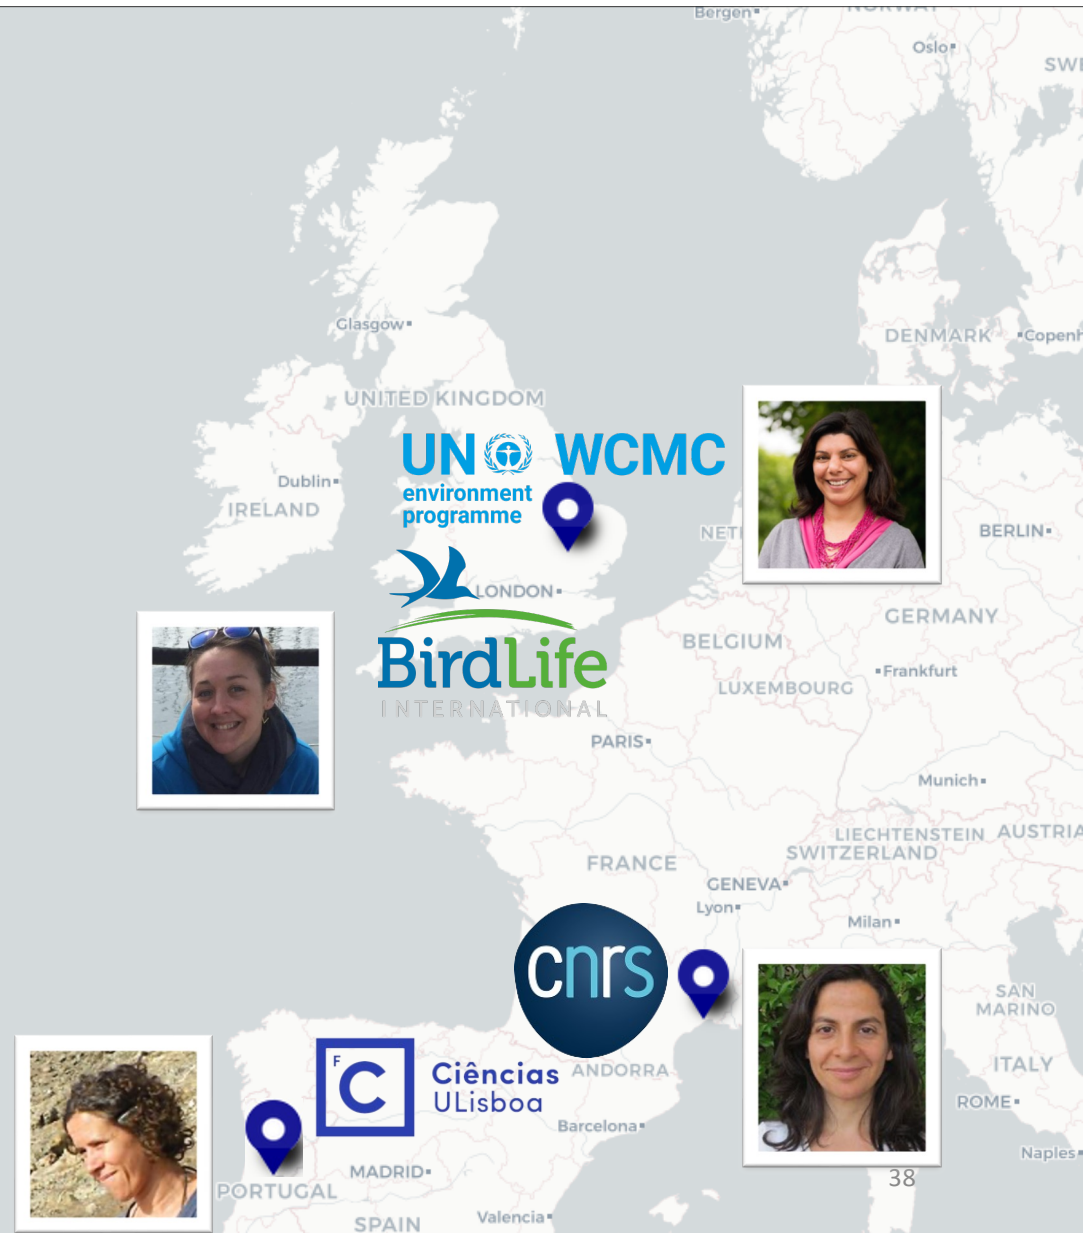 Bergen
NORWAY
Oslo
SWE
Glasgow
DENMARK
Copenh
UNITED KINGDOM
UN WCMC
environment
programme
Dublin
IRELAND
NET
BERLIN
LONDON
GERMANY
BELGIUM
BirdLife
INTERNATIONAL
Frankfurt
LUXEMBOURG
PARIS
Munich
LIECHTENSTEIN
AUSTRIA
SWITZERLAND
FRANCE
GENEVA
Lyon
Milan
cnrs
SAN
MARINO
F
C
Ciências
ULisboa
ANDORRA
ITALY
ROME
Barcelona
Naples
MADRID
38
PORTUGAL
Valencia
SPAIN